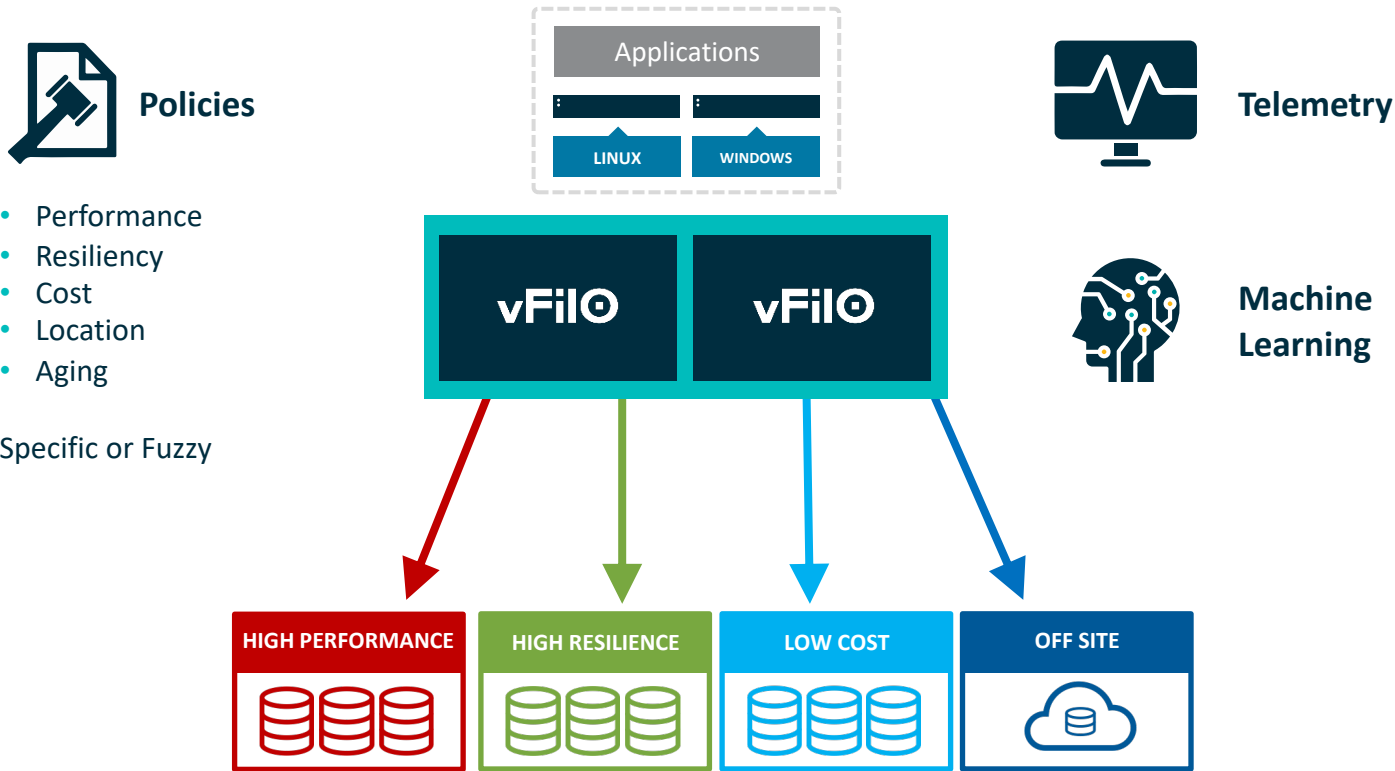 Applications
LINUX
WINDOWS
Policies
• Performance
• Resiliency
• Cost
• Location
• Aging
Specific or Fuzzy
vFilO
vFilO
Telemetry
Machine
Learning
HIGH PERFORMANCE
HIGH RESILIENCE
LOW COST
OFF SITE